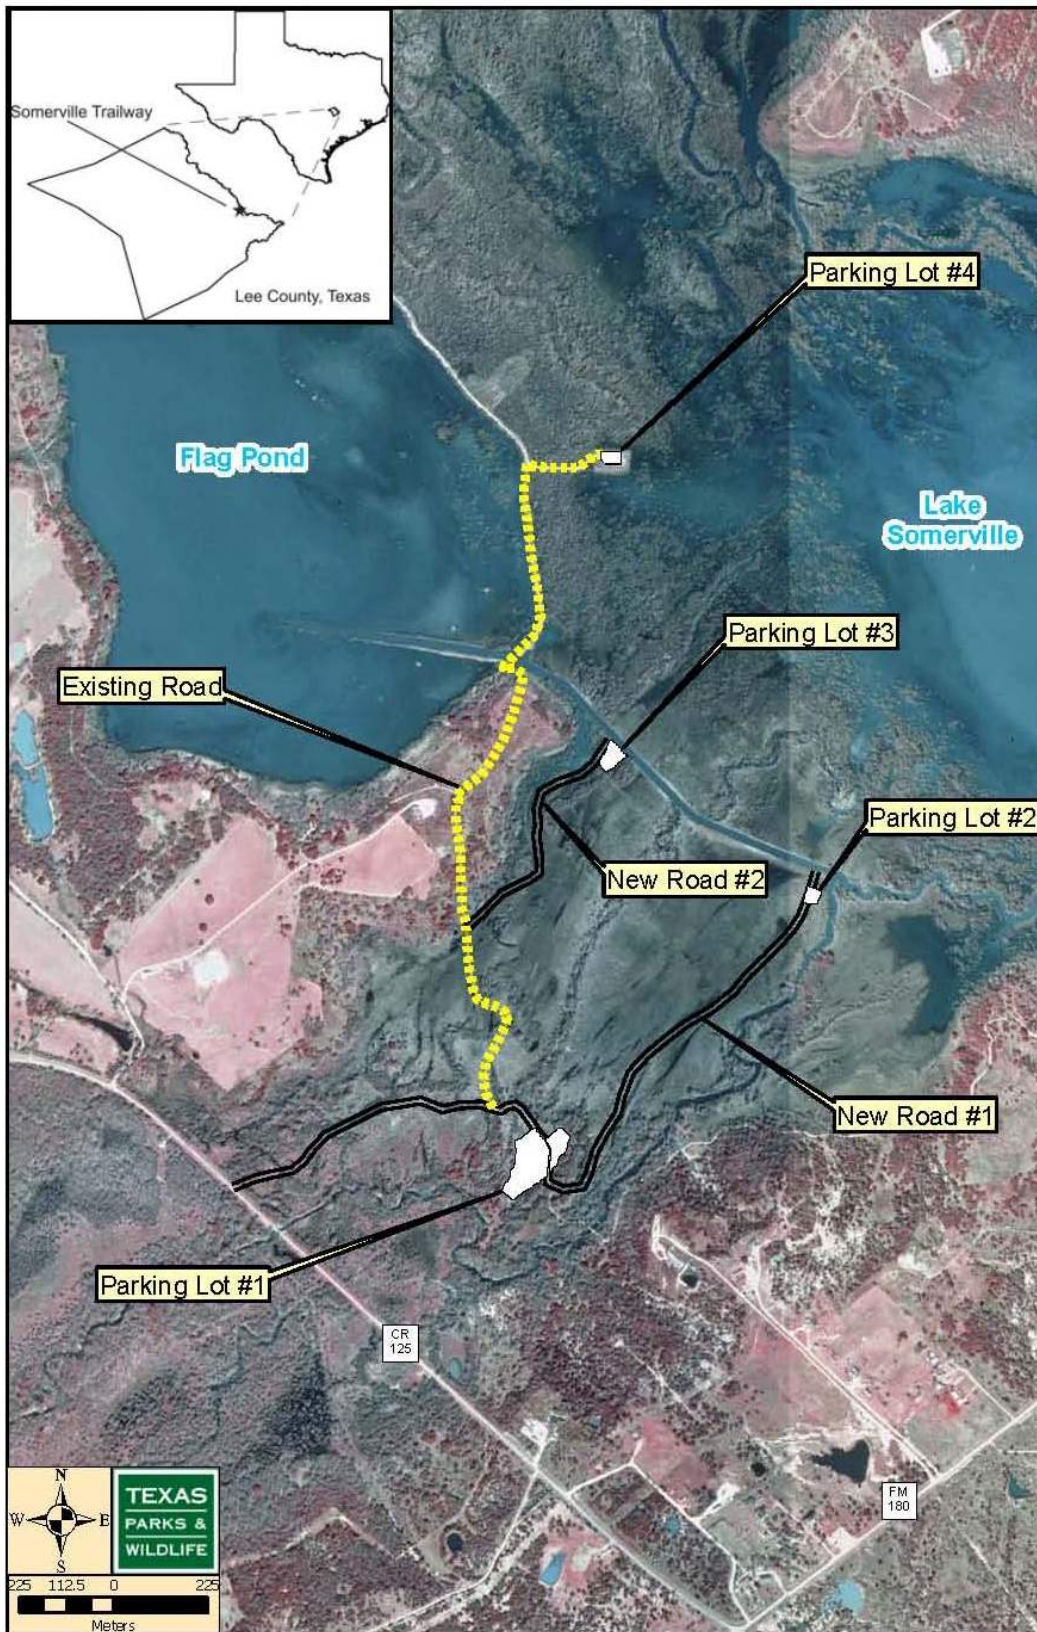 Somerville Trailway
Lee County, Texas
Parking Lot #4
Flag Pond
Lake
Somerville
Parking Lot #3
Existing Road
Parking Lot #2
New Road #2
New Road #1
Parking Lot #1
CR
125
FM
180
N
W
E
S
TEXAS
PARKS &
WILDLIFE
225 112.5 0 225
Meters